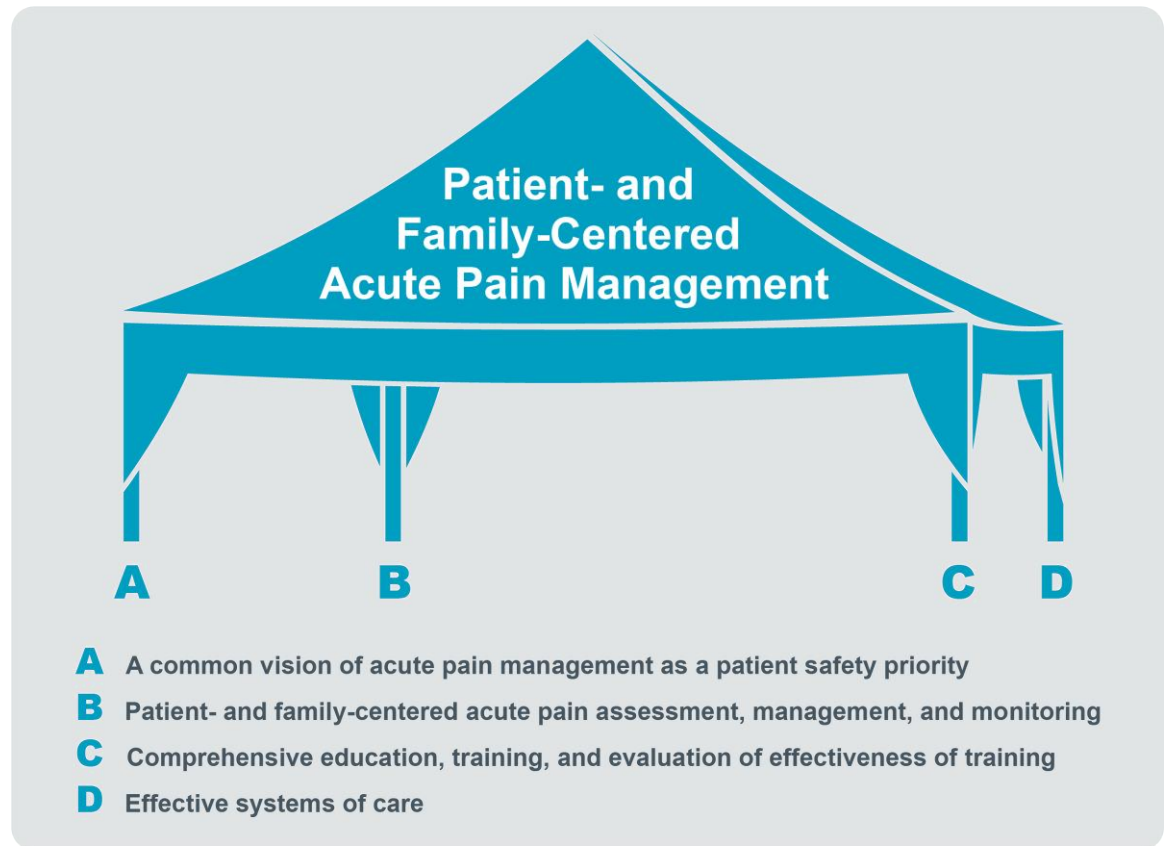 Patient- and
Family-Centered
Acute Pain Management
A B C D
A A common vision of acute pain management as a patient safety priority
B Patient- and family-centered acute pain assessment, management, and monitoring
C Comprehensive education, training, and evaluation of effectiveness of training
D Effective systems of care